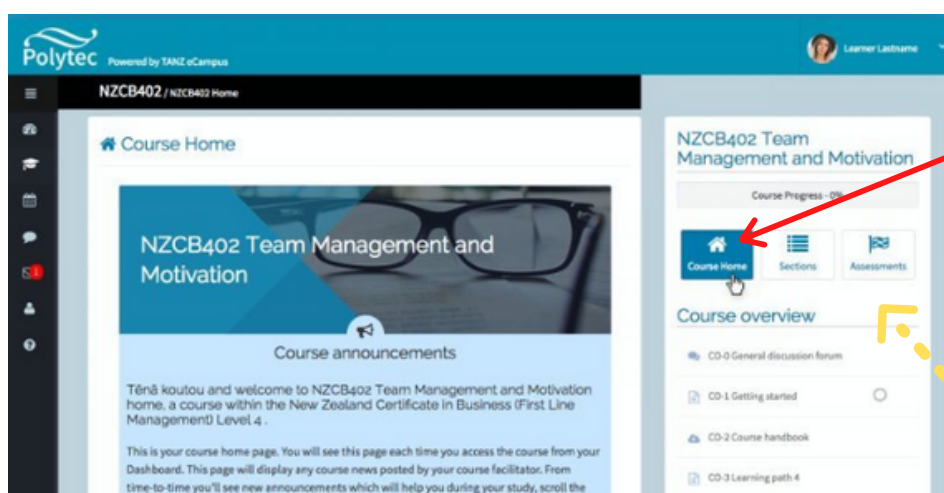 Polytec Powered by TANZ eCampus
Learner Lastname
NZCB402 / NZCB402 Home
Course Home
NZCB402 Team Management and
Motivation
Course announcements
Tēnā koutou and welcome to NZCB402 Team Management and Motivation
home, a course within the New Zealand Certificate in Business (First Line
Management) Level 4 .
This is your course home page. You will see this page each time you access the course from your
Dashboard. This page will display any course news posted by your course facilitator. From
time-to-time you'll see new announcements which will help you during your study, scroll the
NZCB402 Team
Management and Motivation
Course Progress - 0%
Course Home
Sections
Assessments
Course overview
CO-0 General discussion forum
CO-1 Getting started
CO-2 Course handbook
CO-3 Learning path 4